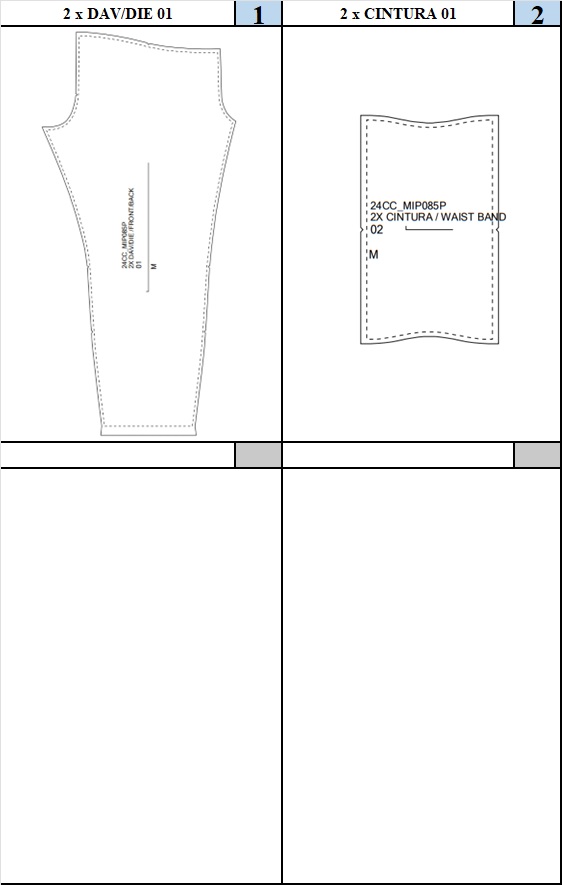 2 x DAV/DIE 01
1
2 x CINTURA 01
2
24CC_MIP085P
2X DAV/DIE/FRONT/BACK
01
M
24CC_MIP085P
2X CINTURA / WAIST BAND
02
M